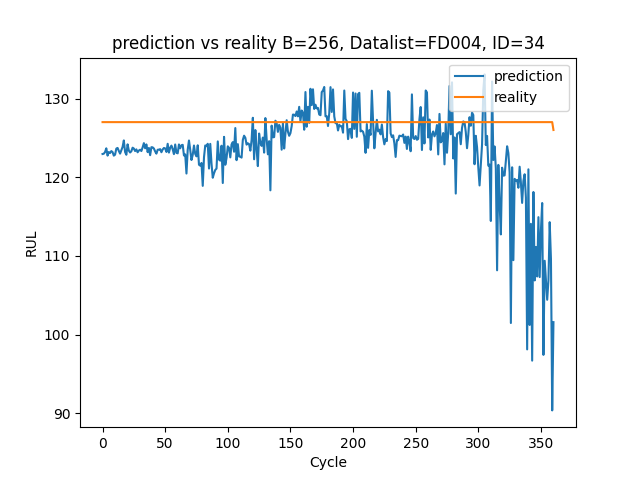 prediction vs reality B=256, Datalist=FD004, ID=34
prediction
reality
130
120
110
100
90
RUL
0 50 100 150 200 250 300 350
Cycle